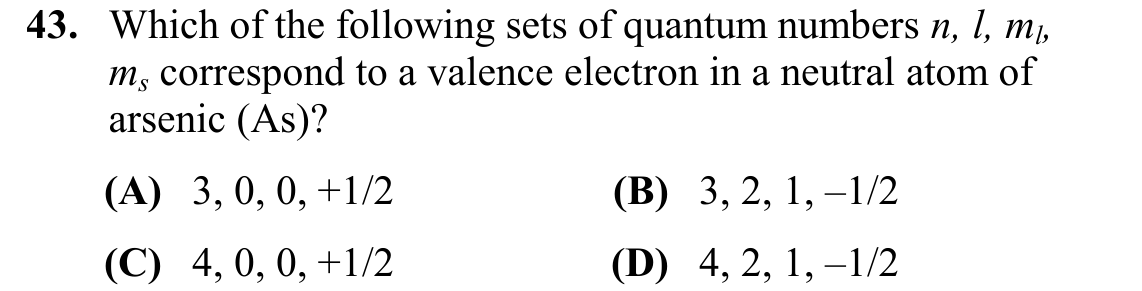 43. Which of the following sets of quantum numbers n, l, mₗ,
mₛ correspond to a valence electron in a neutral atom of
arsenic (As)?
(A) 3, 0, 0, +1/2 (B) 3, 2, 1, –1/2
(C) 4, 0, 0, +1/2 (D) 4, 2, 1, –1/2